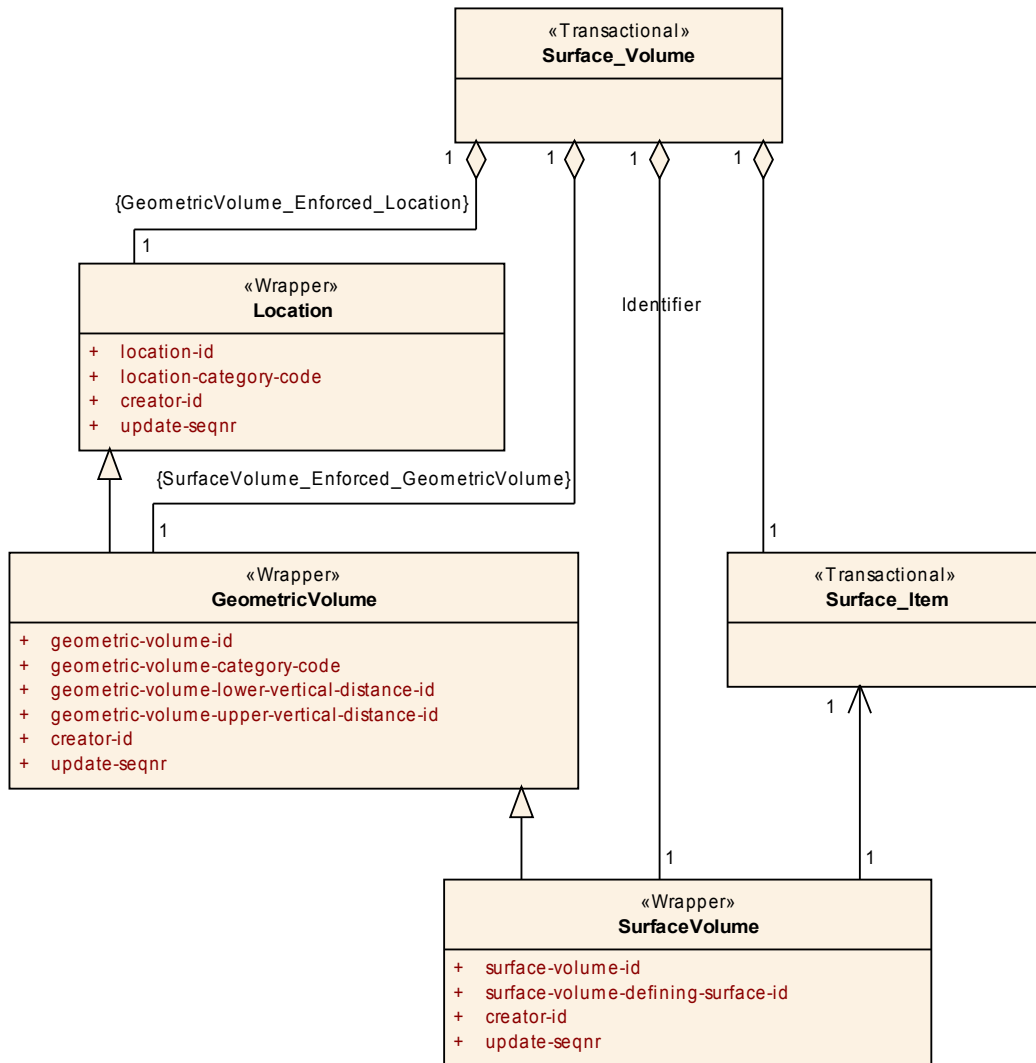 «Transactional»
Surface_Volume
1 1 1 1
{GeometricVolume_Enforced_Location}
1
«Wrapper»
Location
+ location-id
+ location-category-code
+ creator-id
+ update-seqnr
Identifier
{SurfaceVolume_Enforced_GeometricVolume}
1
1
«Wrapper»
GeometricVolume
+ geometric-volume-id
+ geometric-volume-category-code
+ geometric-volume-lower-vertical-distance-id
+ geometric-volume-upper-vertical-distance-id
+ creator-id
+ update-seqnr
«Transactional»
Surface_Item
1
1 1
«Wrapper»
SurfaceVolume
+ surface-volume-id
+ surface-volume-defining-surface-id
+ creator-id
+ update-seqnr